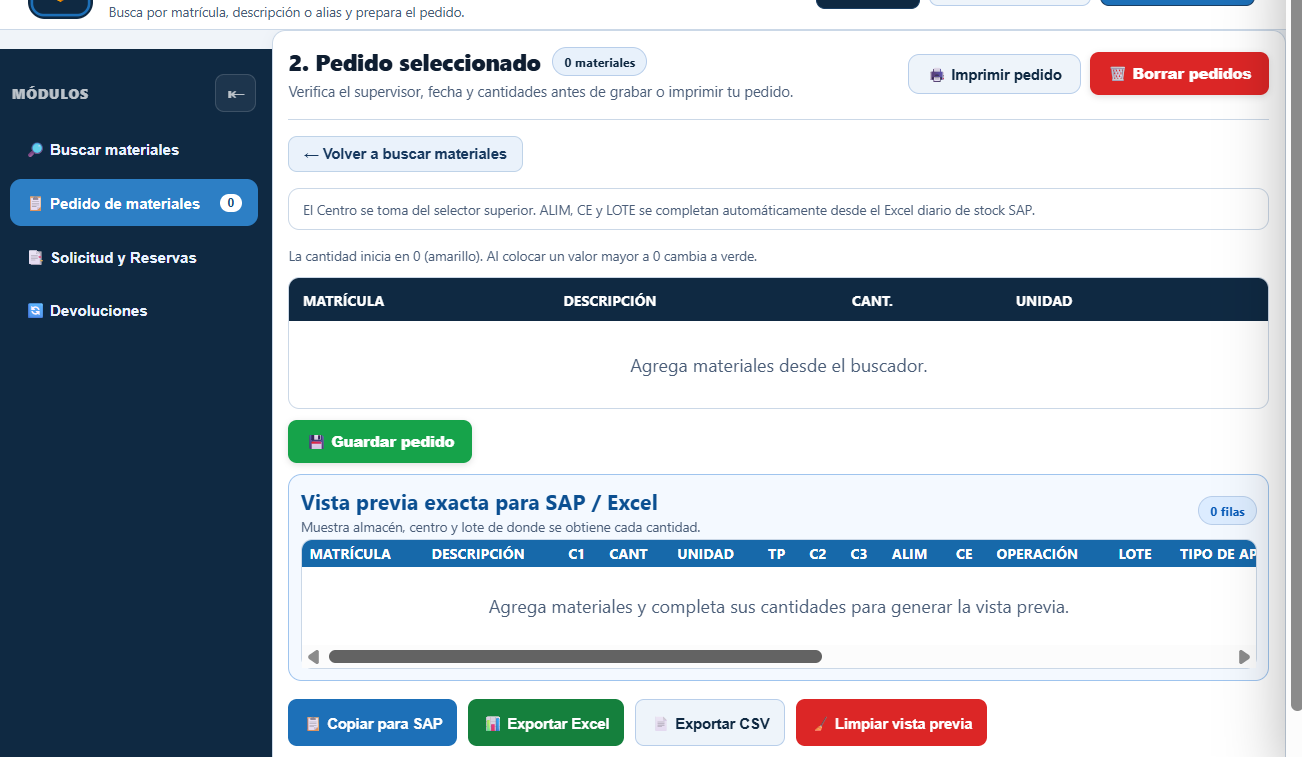 Busca por matrícula, descripción o alias y prepara el pedido.
MÓDULOS
Buscar materiales
Pedido de materiales 0
Solicitud y Reservas
Devoluciones
2. Pedido seleccionado 0 materiales
Verifica el supervisor, fecha y cantidades antes de grabar o imprimir tu pedido.
Imprimir pedido
Borrar pedidos
← Volver a buscar materiales
El Centro se toma del selector superior. ALIM, CE y LOTE se completan automáticamente desde el Excel diario de stock SAP.
La cantidad inicia en 0 (amarillo). Al colocar un valor mayor a 0 cambia a verde.
MATRÍCULA DESCRIPCIÓN CANT. UNIDAD
Agrega materiales desde el buscador.
Guardar pedido
Vista previa exacta para SAP / Excel
0 filas
Muestra almacén, centro y lote de donde se obtiene cada cantidad.
MATRÍCULA DESCRIPCIÓN C1 CANT UNIDAD TP C2 C3 ALIM CE OPERACIÓN LOTE TIPO DE AP
Agrega materiales y completa sus cantidades para generar la vista previa.
Copiar para SAP
Exportar Excel
Exportar CSV
Limpiar vista previa